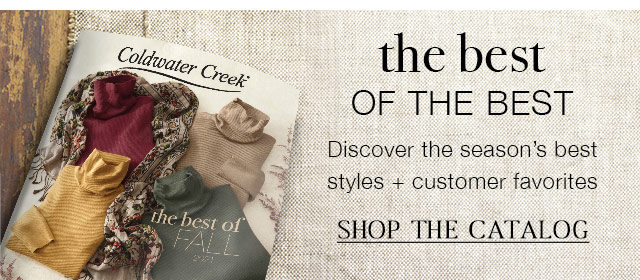 Coldwater Creek
the best of
FALL
2021
the best
OF THE BEST
Discover the season's best
styles + customer favorites
SHOP THE CATALOG